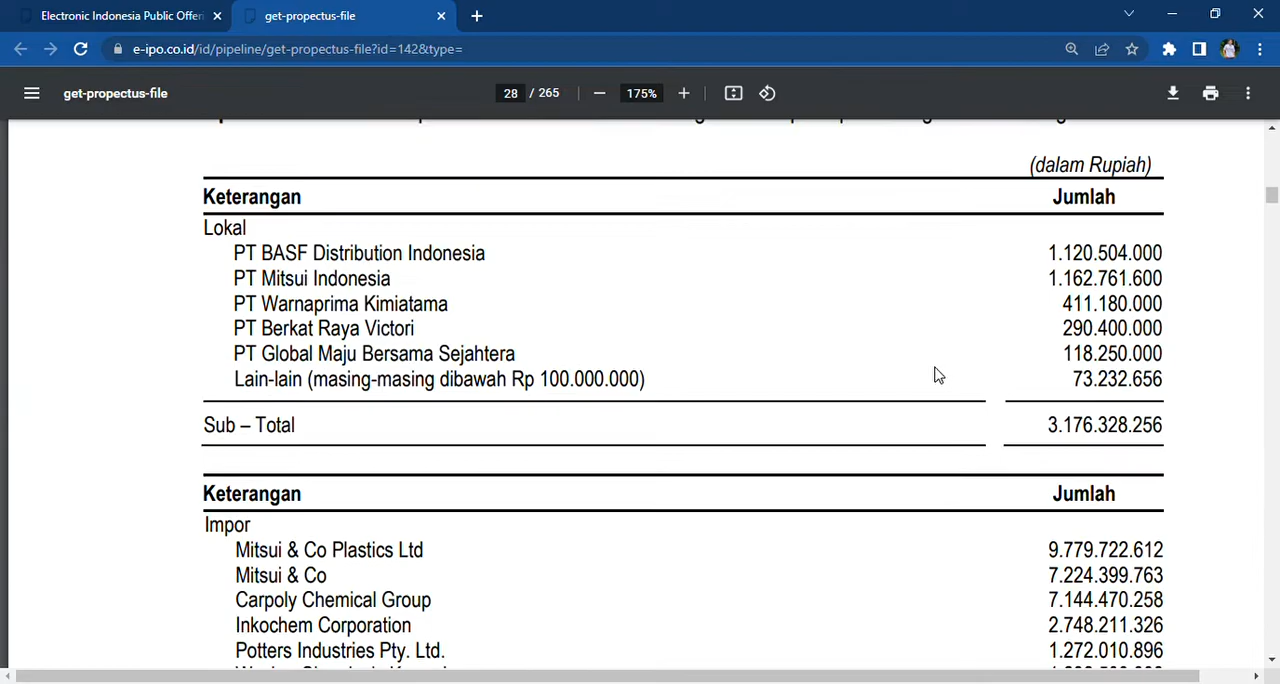 Electronic Indonesia Public Offeri
get-propectus-file
e-ipo.co.id/id/pipeline/get-propectus-file?id=142&type=
get-propectus-file
28 / 265
175%
(dalam Rupiah)
Keterangan Jumlah
Lokal
PT BASF Distribution Indonesia 1.120.504.000
PT Mitsui Indonesia 1.162.761.600
PT Warnaprima Kimiatama 411.180.000
PT Berkat Raya Victori 290.400.000
PT Global Maju Bersama Sejahtera 118.250.000
Lain-lain (masing-masing dibawah Rp 100.000.000) 73.232.656
Sub – Total 3.176.328.256
Keterangan Jumlah
Impor
Mitsui & Co Plastics Ltd 9.779.722.612
Mitsui & Co 7.224.399.763
Carpoly Chemical Group 7.144.470.258
Inkochem Corporation 2.748.211.326
Potters Industries Pty. Ltd. 1.272.010.896